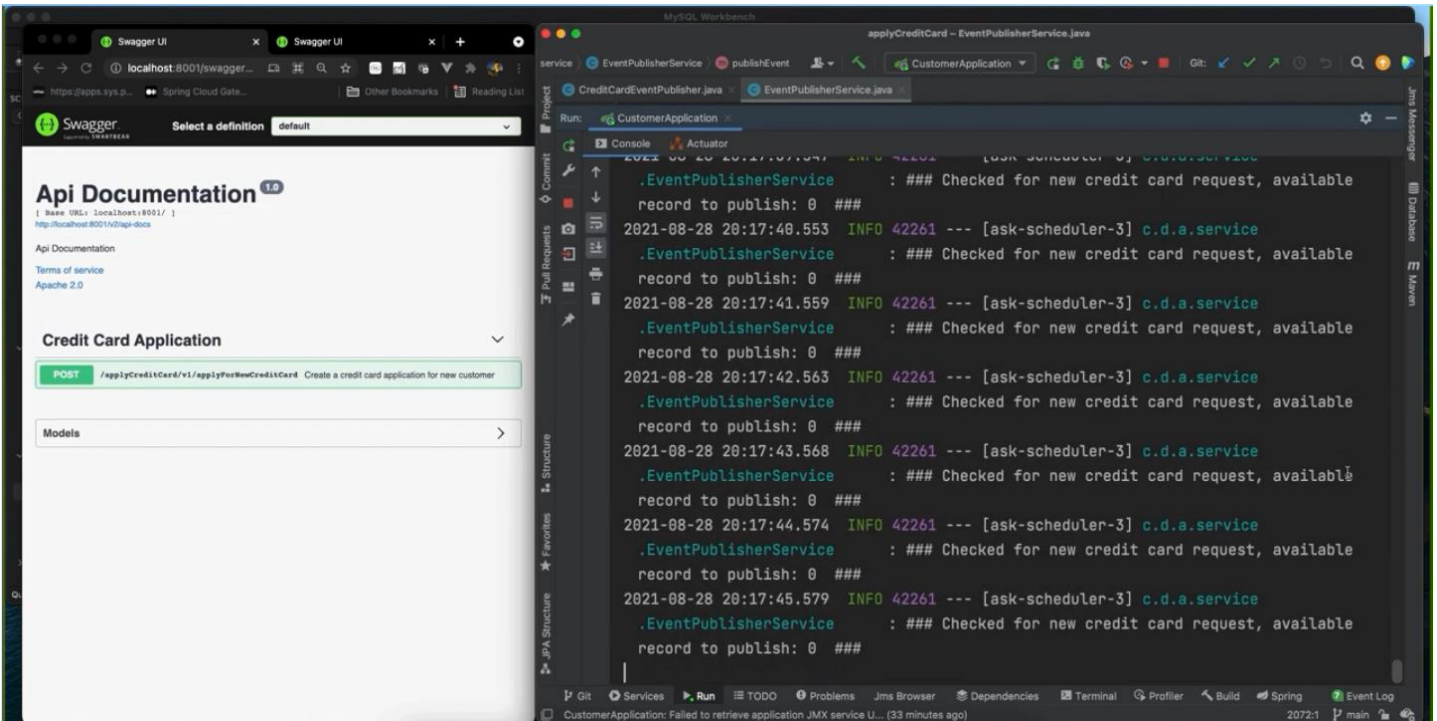 MySQL Workbench
Swagger UI
Swagger UI
localhost:8001/swagger...
https://apps.sys.p...
Spring Cloud Gate...
Other Bookmarks
Reading List
Swagger
Supported by SMARTBEAR
Select a definition
default
Api Documentation 1.0
[ Base URL: localhost:8001/ ]
http://localhost:8001/v2/api-docs
Api Documentation
Terms of service
Apache 2.0
Credit Card Application
POST /applyCreditCard/v1/applyForNewCreditCard Create a credit card application for new customer
Models
applyCreditCard – EventPublisherService.java
service
EventPublisherService
publishEvent
CustomerApplication
Git:
CreditCardEventPublisher.java
EventPublisherService.java
Run:
CustomerApplication
Console
Actuator
Project
Commit
Pull Requests
Structure
Favorites
JPA Structure
Jms Messenger
Database
Maven
.EventPublisherService : ### Checked for new credit card request, available
record to publish: 0 ###
2021-08-28 20:17:40.553 INFO 42261 --- [ask-scheduler-3] c.d.a.service
.EventPublisherService : ### Checked for new credit card request, available
record to publish: 0 ###
2021-08-28 20:17:41.559 INFO 42261 --- [ask-scheduler-3] c.d.a.service
.EventPublisherService : ### Checked for new credit card request, available
record to publish: 0 ###
2021-08-28 20:17:42.563 INFO 42261 --- [ask-scheduler-3] c.d.a.service
.EventPublisherService : ### Checked for new credit card request, available
record to publish: 0 ###
2021-08-28 20:17:43.568 INFO 42261 --- [ask-scheduler-3] c.d.a.service
.EventPublisherService : ### Checked for new credit card request, available
record to publish: 0 ###
2021-08-28 20:17:44.574 INFO 42261 --- [ask-scheduler-3] c.d.a.service
.EventPublisherService : ### Checked for new credit card request, available
record to publish: 0 ###
2021-08-28 20:17:45.579 INFO 42261 --- [ask-scheduler-3] c.d.a.service
.EventPublisherService : ### Checked for new credit card request, available
record to publish: 0 ###
Git
Services
Run
TODO
Problems
Jms Browser
Dependencies
Terminal
Profiler
Build
Spring
7 Event Log
CustomerApplication: Failed to retrieve application JMX service U... (33 minutes ago)
2072:1
main